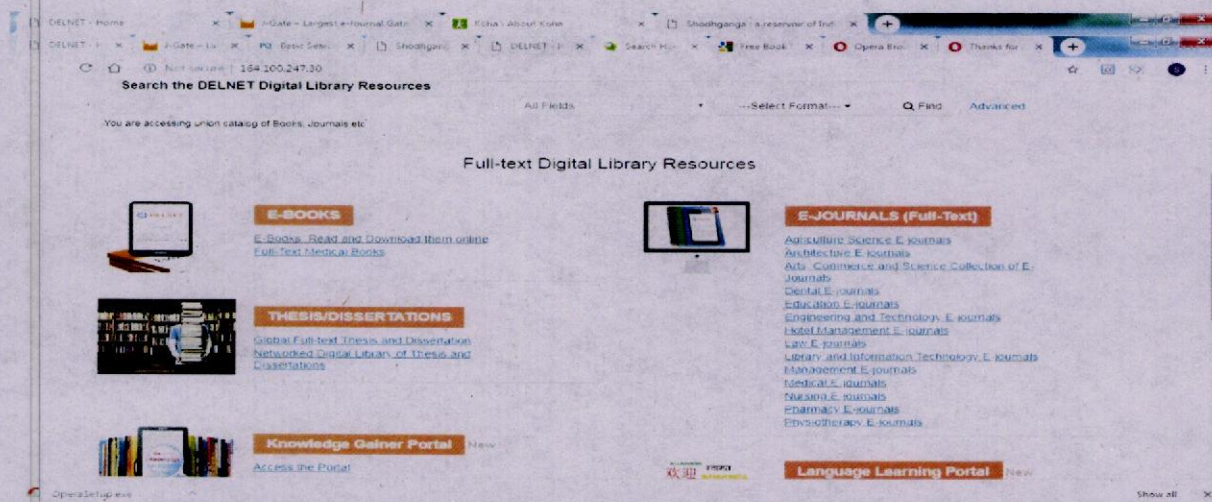 DELNET - Home
J-Gate - Largest e-Journal Gate
Koha › About Koha
Shodhganga : a reservoir of Ind
DELNET - H
J-Gate - La
Shodhgang
DELNET - H
Free Book
Opera Brow
Thanks for
Not secure | 164.100.247.30
Search the DELNET Digital Library Resources
All Fields
---Select Format---
Find
Advanced
You are accessing union catalog of Books, Journals etc
Full-text Digital Library Resources
E-BOOKS
E-Books: Read and Download them online
Full-Text Medical Books
THESIS/DISSERTATIONS
Global Full-text Thesis and Dissertation
Networked Digital Library of Thesis and
Dissertations
Knowledge Gainer Portal New
Access the Portal
E-JOURNALS (Full-Text)
Agriculture Science E-journals
Architecture E-journals
Arts, Commerce and Science Collection of E-
Journals
Dental E-journals
Education E-journals
Engineering and Technology E-journals
Hotel Management E-journals
Law E-journals
Library and Information Technology E-journals
Management E-journals
Medical E-journals
Nursing E-journals
Pharmacy E-journals
Physiotherapy E-journals
欢迎
Language Learning Portal New
OperaSetup.exe
Show all